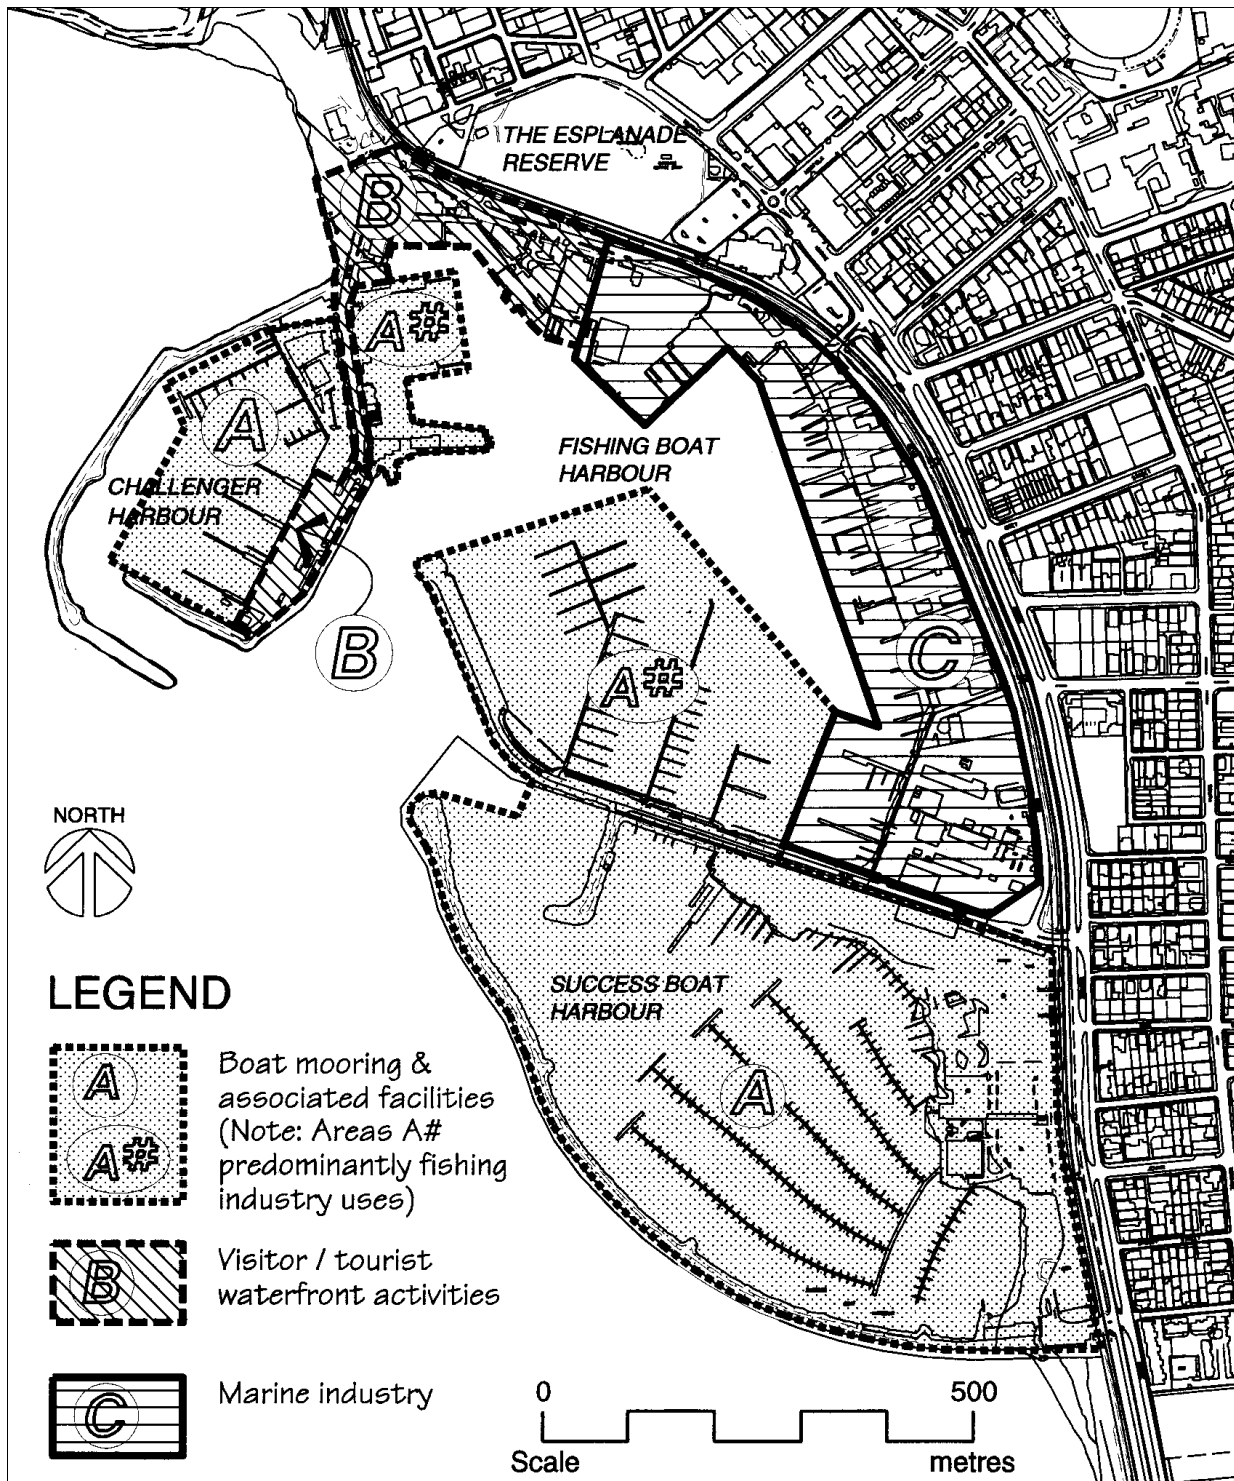 THE ESPLANADE
RESERVE
B
A#
A
CHALLENGER
HARBOUR
FISHING BOAT
HARBOUR
B
C
A#
NORTH
SUCCESS BOAT
HARBOUR
A
LEGEND
A
A#
Boat mooring &
associated facilities
(Note: Areas A#
predominantly fishing
industry uses)
B
Visitor / tourist
waterfront activities
C
Marine industry
0 500
Scale metres